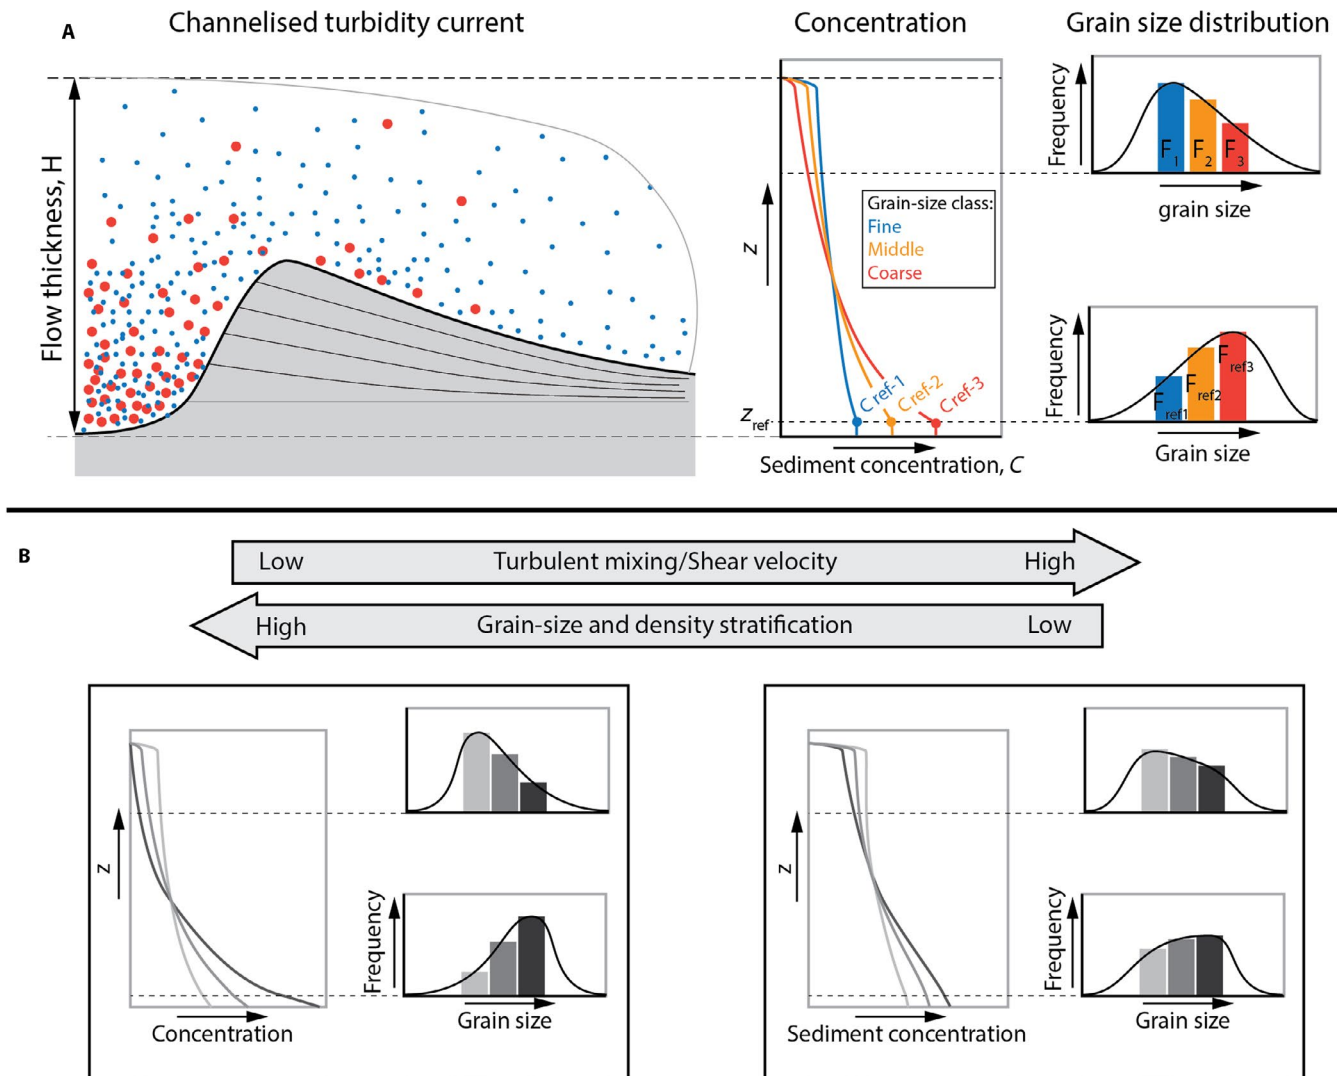 A
Channelised turbidity current
Concentration
Grain size distribution
Flow thickness, H
z
Grain-size class:
Fine
Middle
Coarse
C ref-1
C ref-2
C ref-3
z ref
Sediment concentration, C
Frequency
F1
F2
F3
grain size
Frequency
Fref1
Fref2
Fref3
Grain size
B
Low Turbulent mixing/Shear velocity High
High Grain-size and density stratification Low
z
Concentration
Frequency
Grain size
z
Sediment concentration
Frequency
Grain size